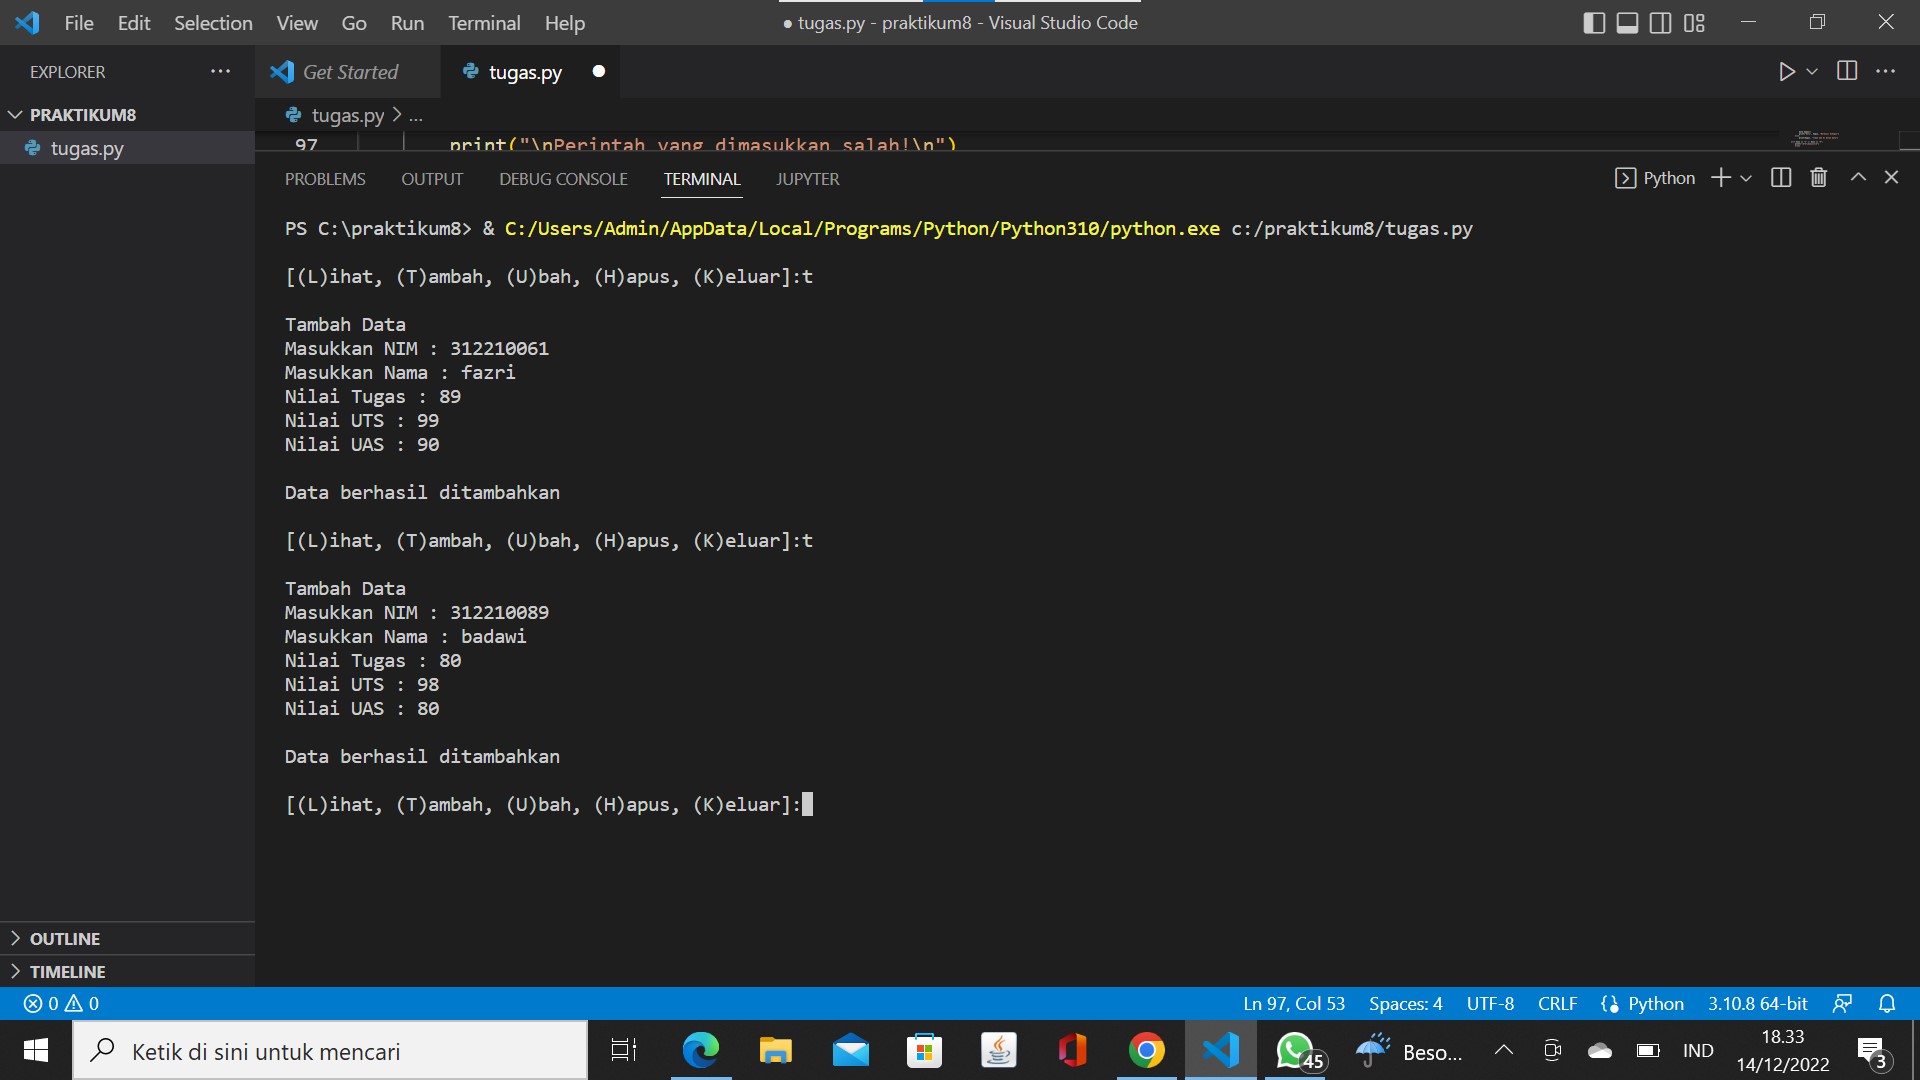 File Edit Selection View Go Run Terminal Help
● tugas.py - praktikum8 - Visual Studio Code
EXPLORER ...
Get Started
tugas.py ●
PRAKTIKUM8
tugas.py
tugas.py > ...
97 print("\nPerintah yang dimasukkan salah!\n")
PROBLEMS OUTPUT DEBUG CONSOLE TERMINAL JUPYTER
Python
PS C:\praktikum8> & C:/Users/Admin/AppData/Local/Programs/Python/Python310/python.exe c:/praktikum8/tugas.py
[(L)ihat, (T)ambah, (U)bah, (H)apus, (K)eluar]:t
Tambah Data
Masukkan NIM : 312210061
Masukkan Nama : fazri
Nilai Tugas : 89
Nilai UTS : 99
Nilai UAS : 90
Data berhasil ditambahkan
[(L)ihat, (T)ambah, (U)bah, (H)apus, (K)eluar]:t
Tambah Data
Masukkan NIM : 312210089
Masukkan Nama : badawi
Nilai Tugas : 80
Nilai UTS : 98
Nilai UAS : 80
Data berhasil ditambahkan
[(L)ihat, (T)ambah, (U)bah, (H)apus, (K)eluar]:
OUTLINE
TIMELINE
0 0
Ln 97, Col 53 Spaces: 4 UTF-8 CRLF Python 3.10.8 64-bit
Ketik di sini untuk mencari
45
Beso...
IND
18.33
14/12/2022
3